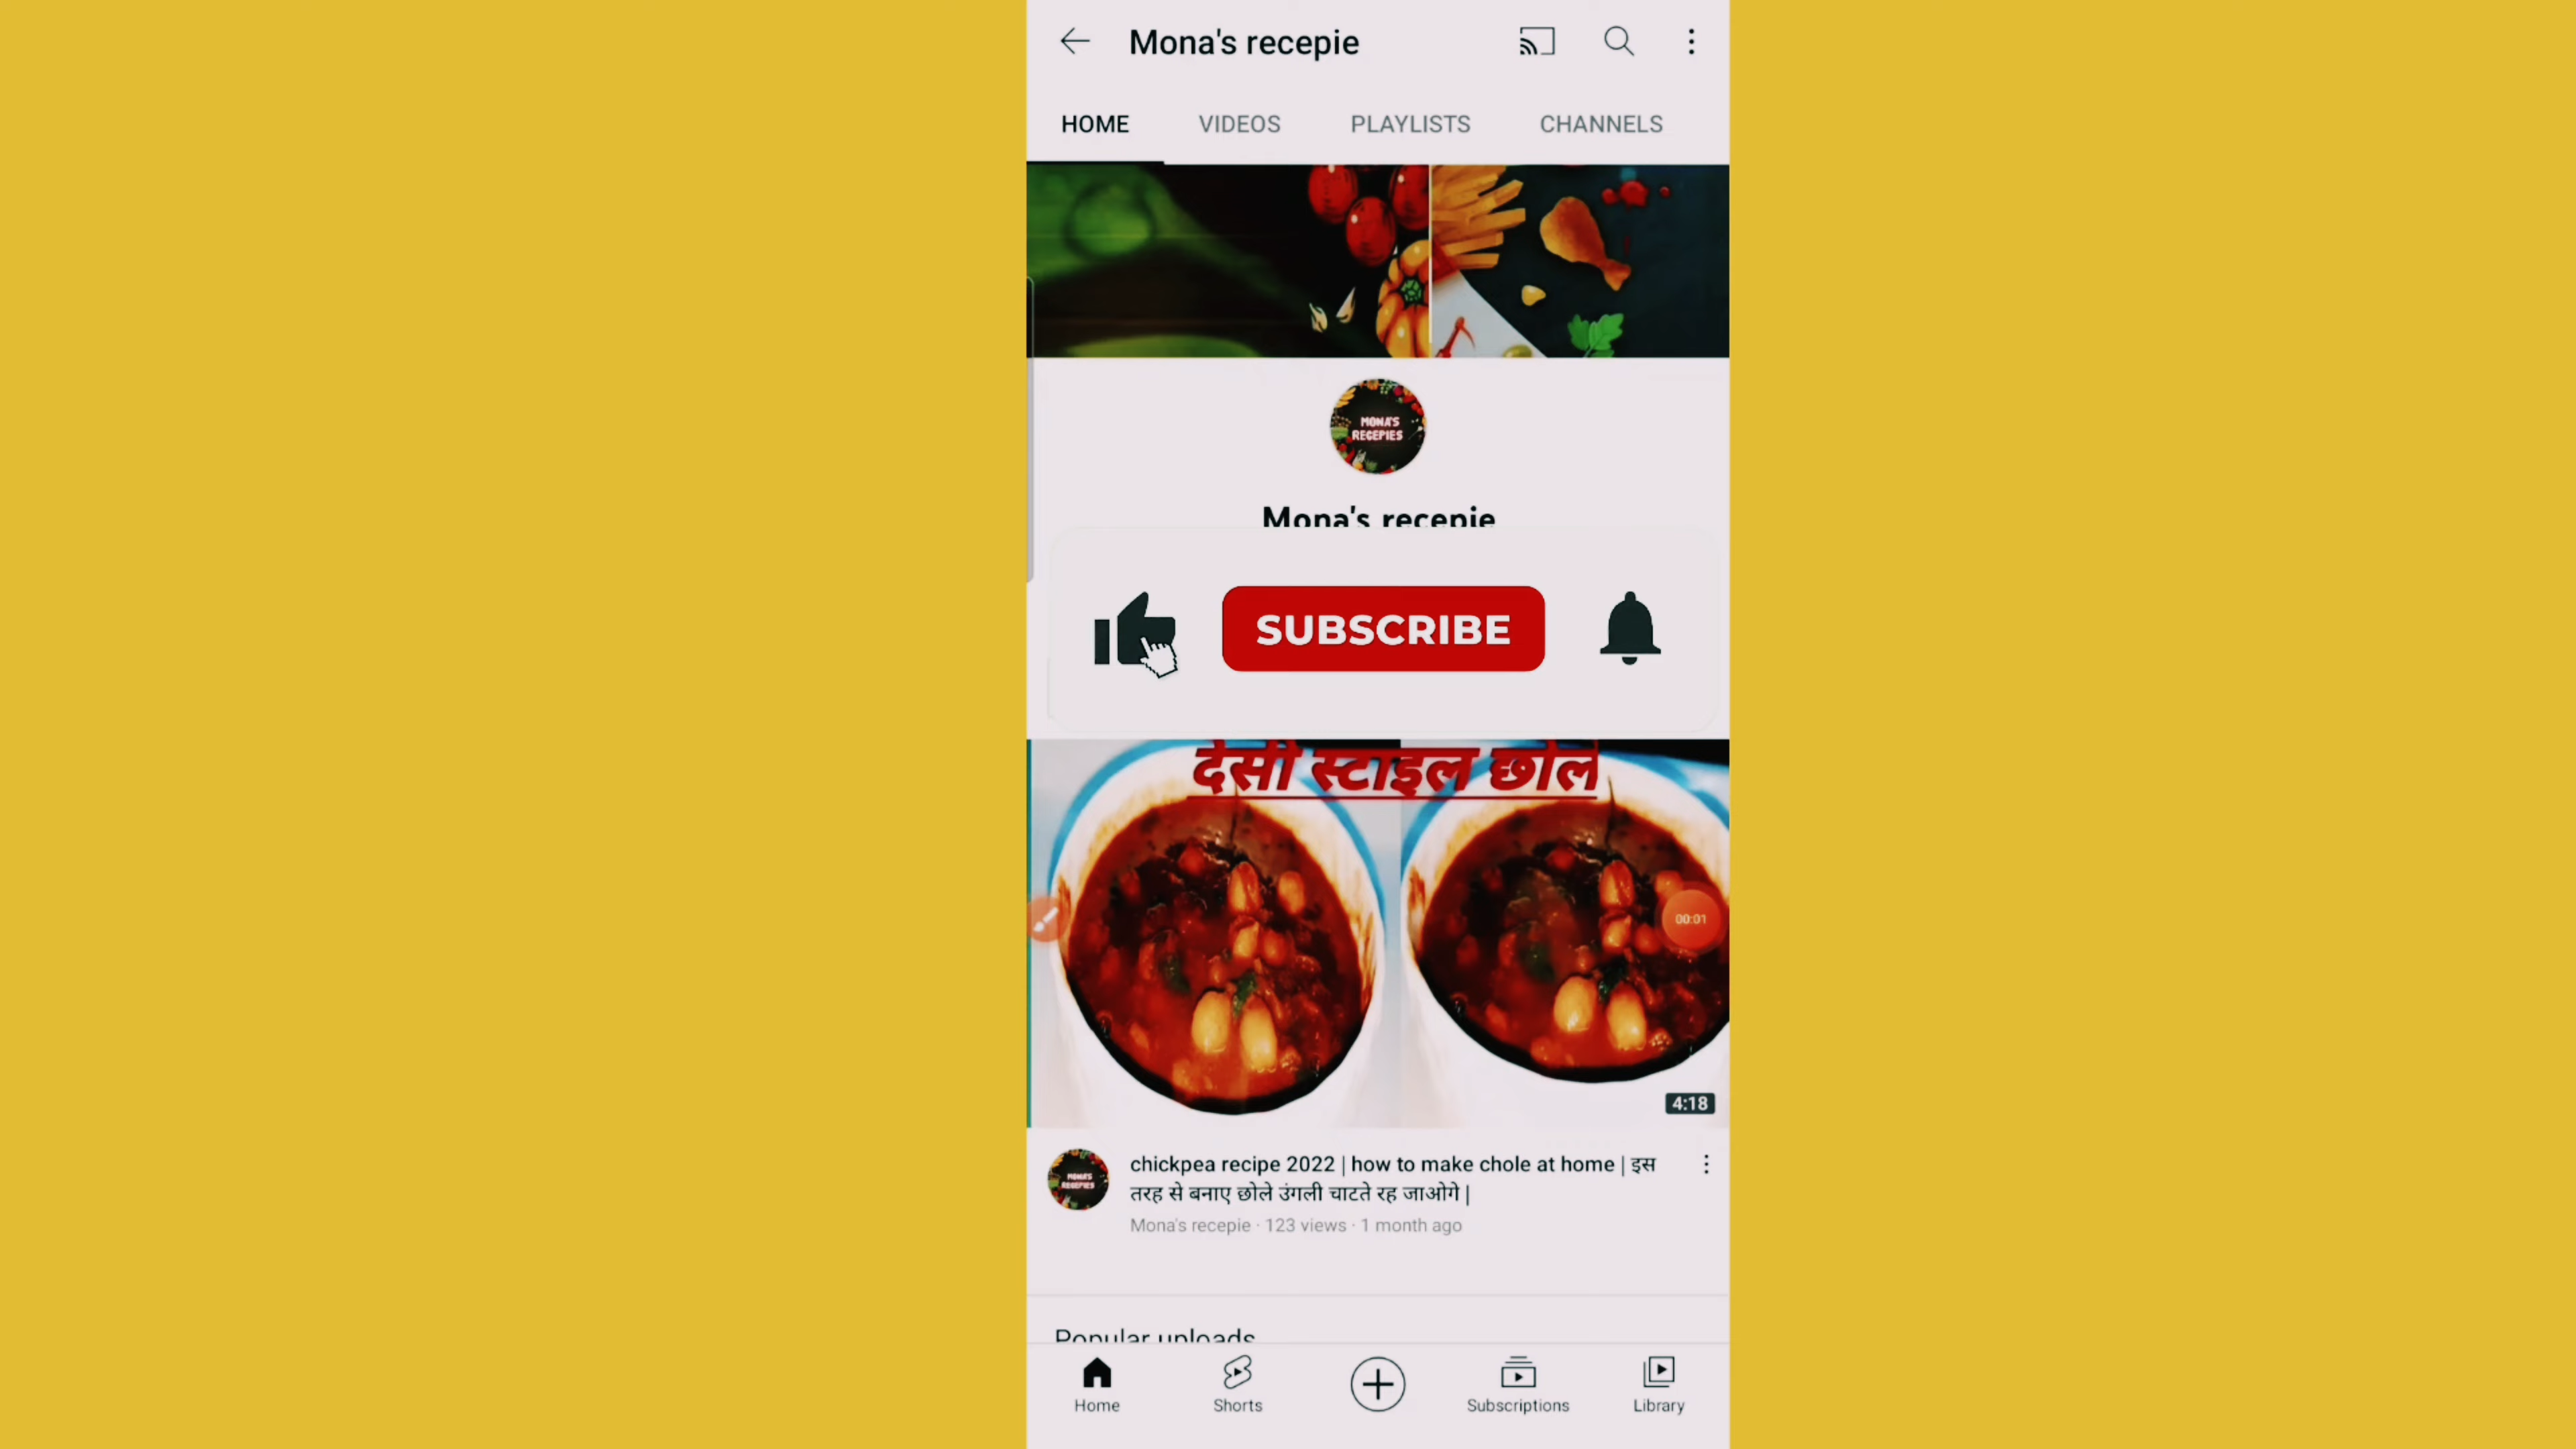 Mona's recepie
HOME VIDEOS PLAYLISTS CHANNELS
MONA'S
RECEPIES
Mona's recepie
SUBSCRIBE
देसी स्टाइल छोले
00:01
4:18
MONA'S
RECEPIES
chickpea recipe 2022 | how to make chole at home | इस
तरह से बनाए छोले उंगली चाटते रह जाओगे |
Mona's recepie · 123 views · 1 month ago
Popular uploads
Home Shorts Subscriptions Library